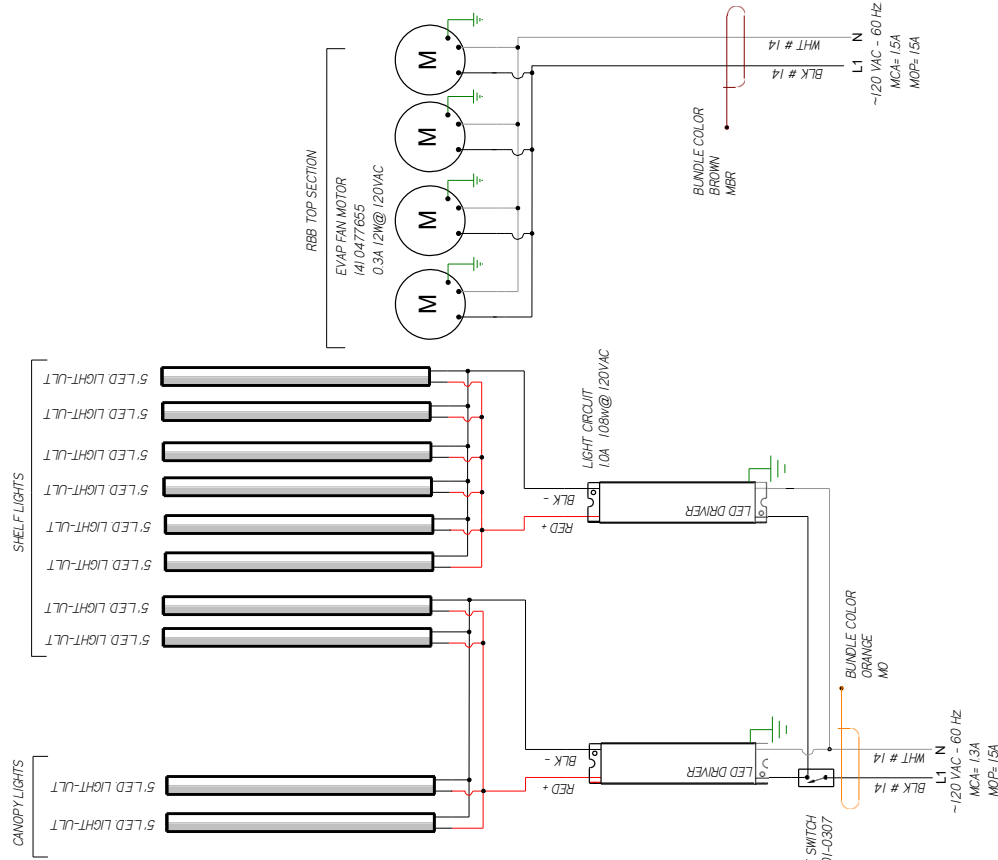 RBB TOP SECTION
EVAP FAN MOTOR
(4) 0477655
0.3A 12W@ 120VAC
M
M
M
M
WHT # 14
BLK # 14
N
L1
~120 VAC - 60 Hz
MCA= 1.5A
MOP= 15A
BUNDLE COLOR
BROWN
MBR
SHELF LIGHTS
5' LED LIGHT-ULT
5' LED LIGHT-ULT
5' LED LIGHT-ULT
5' LED LIGHT-ULT
5' LED LIGHT-ULT
5' LED LIGHT-ULT
5' LED LIGHT-ULT
5' LED LIGHT-ULT
LIGHT CIRCUIT
1.0A 108w@ 120VAC
BLK -
RED +
LED DRIVER
CANOPY LIGHTS
5' LED LIGHT-ULT
5' LED LIGHT-ULT
BLK -
RED +
LED DRIVER
BUNDLE COLOR
ORANGE
MO
WHT # 14
BLK # 14
N
L1
~120 VAC - 60 Hz
MCA= 1.3A
MOP= 15A
SWITCH
01-0307